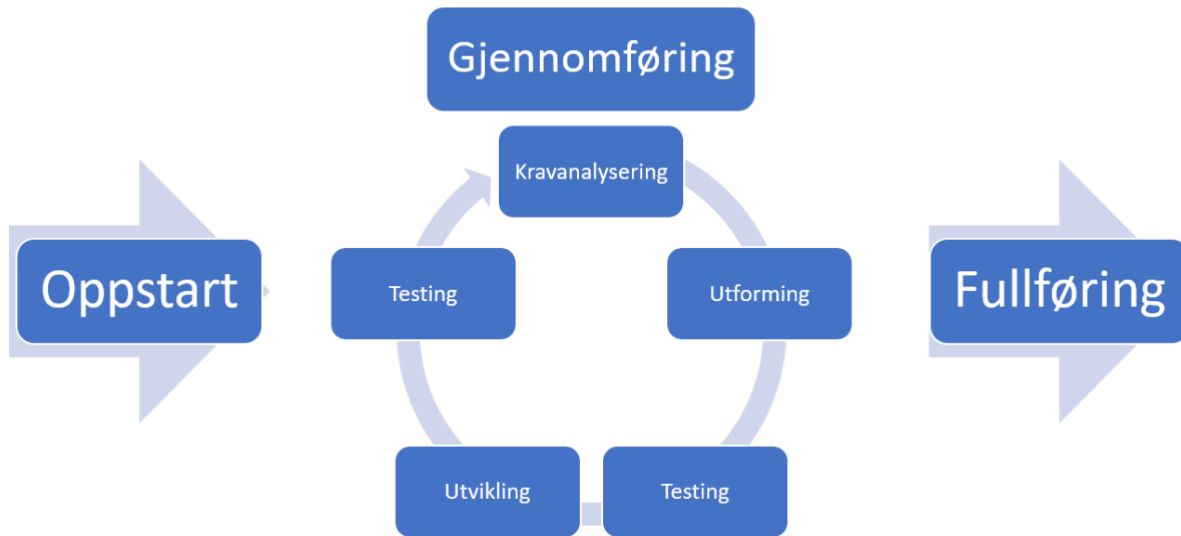 Gjennomføring
Kravanalysering
Oppstart
Testing
Utforming
Fullføring
Utvikling
Testing